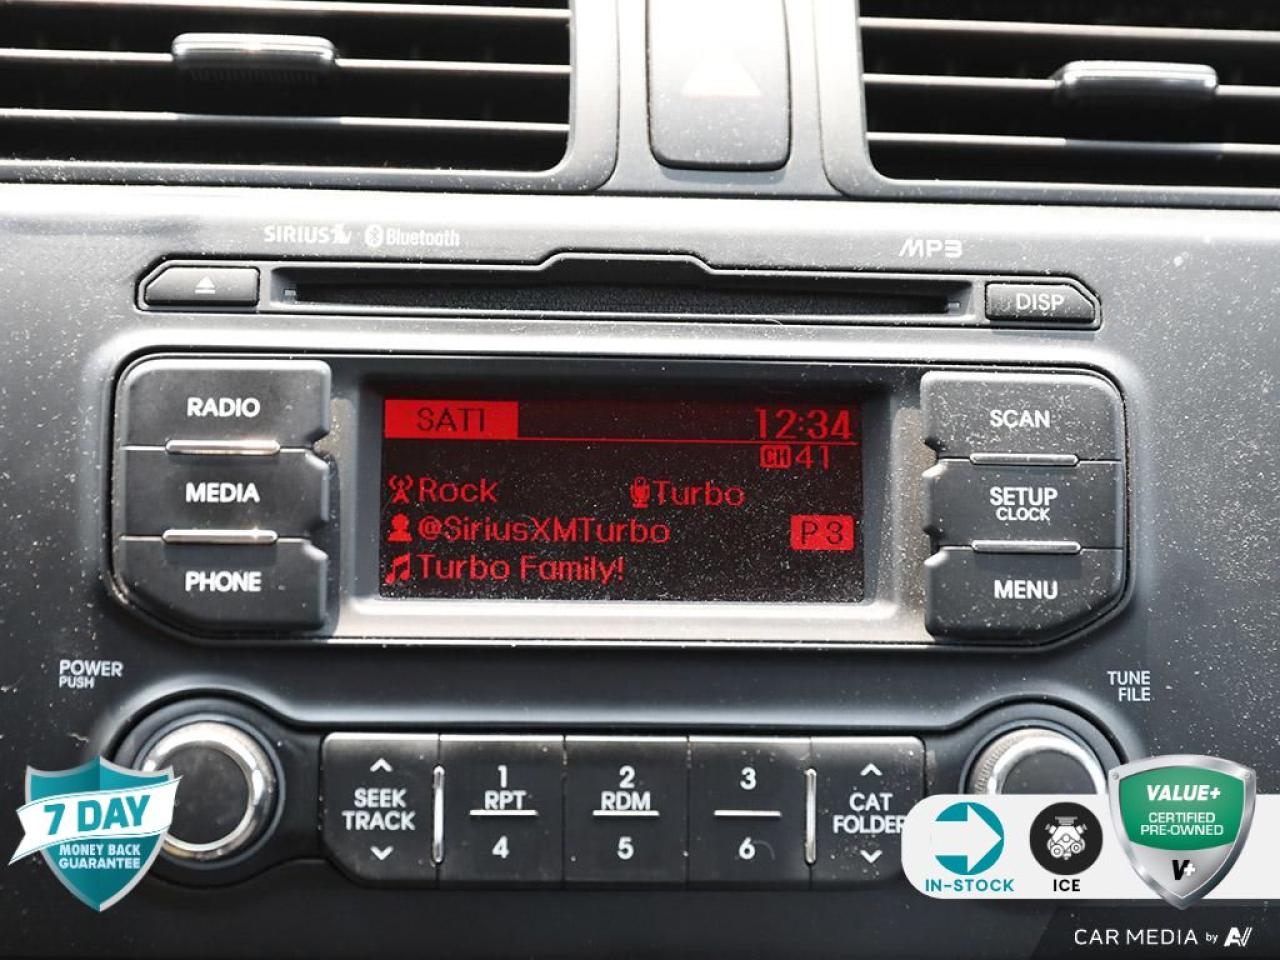 SIRIUS Bluetooth
MP3
DISP
RADIO
MEDIA
PHONE
SAT1 12:34
CH 41
Rock Turbo
@SiriusXMTurbo P3
Turbo Family!
SCAN
SETUP
CLOCK
MENU
POWER
PUSH
TUNE
FILE
SEEK
TRACK
1
RPT
4
2
RDM
5
3
6
CAT
FOLDER
7 DAY
MONEY BACK
GUARANTEE
IN-STOCK
ICE
VALUE+
CERTIFIED
PRE-OWNED
V+
CAR MEDIA by AV